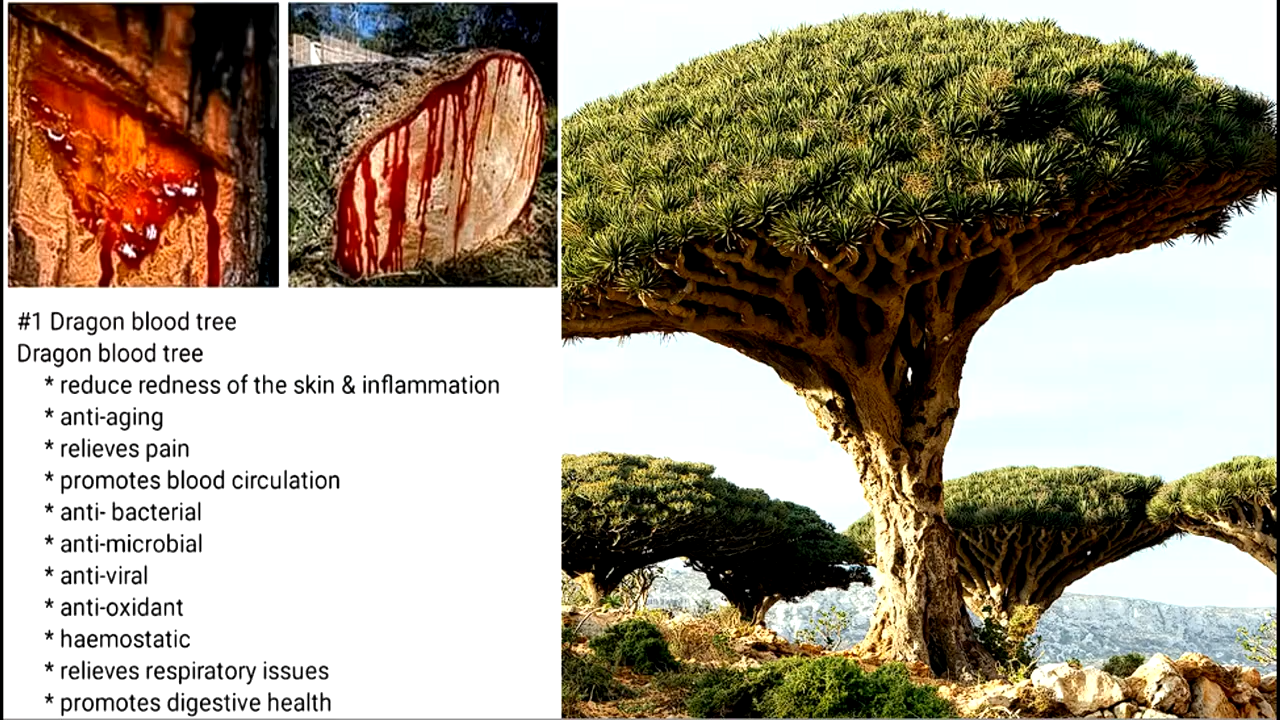 #1 Dragon blood tree
Dragon blood tree
* reduce redness of the skin & inflammation
* anti-aging
* relieves pain
* promotes blood circulation
* anti- bacterial
* anti-microbial
* anti-viral
* anti-oxidant
* haemostatic
* relieves respiratory issues
* promotes digestive health